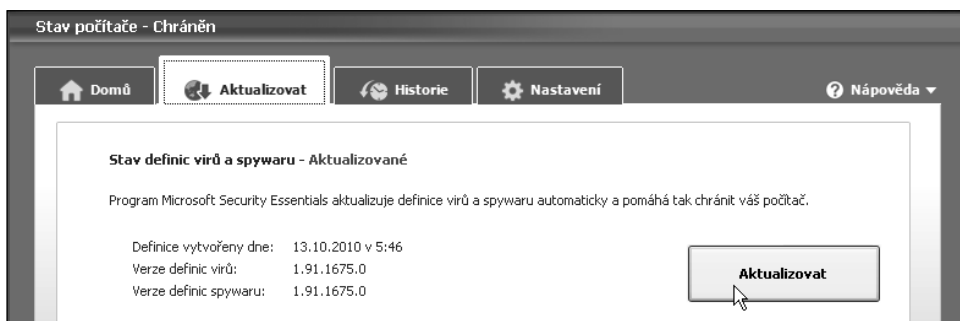 Stav počítače - Chráněn
Domů Aktualizovat Historie Nastavení Nápověda
Stav definic virů a spywaru - Aktualizované
Program Microsoft Security Essentials aktualizuje definice virů a spywaru automaticky a pomáhá tak chránit váš počítač.
Definice vytvořeny dne: 13.10.2010 v 5:46
Verze definic virů: 1.91.1675.0
Verze definic spywaru: 1.91.1675.0
Aktualizovat